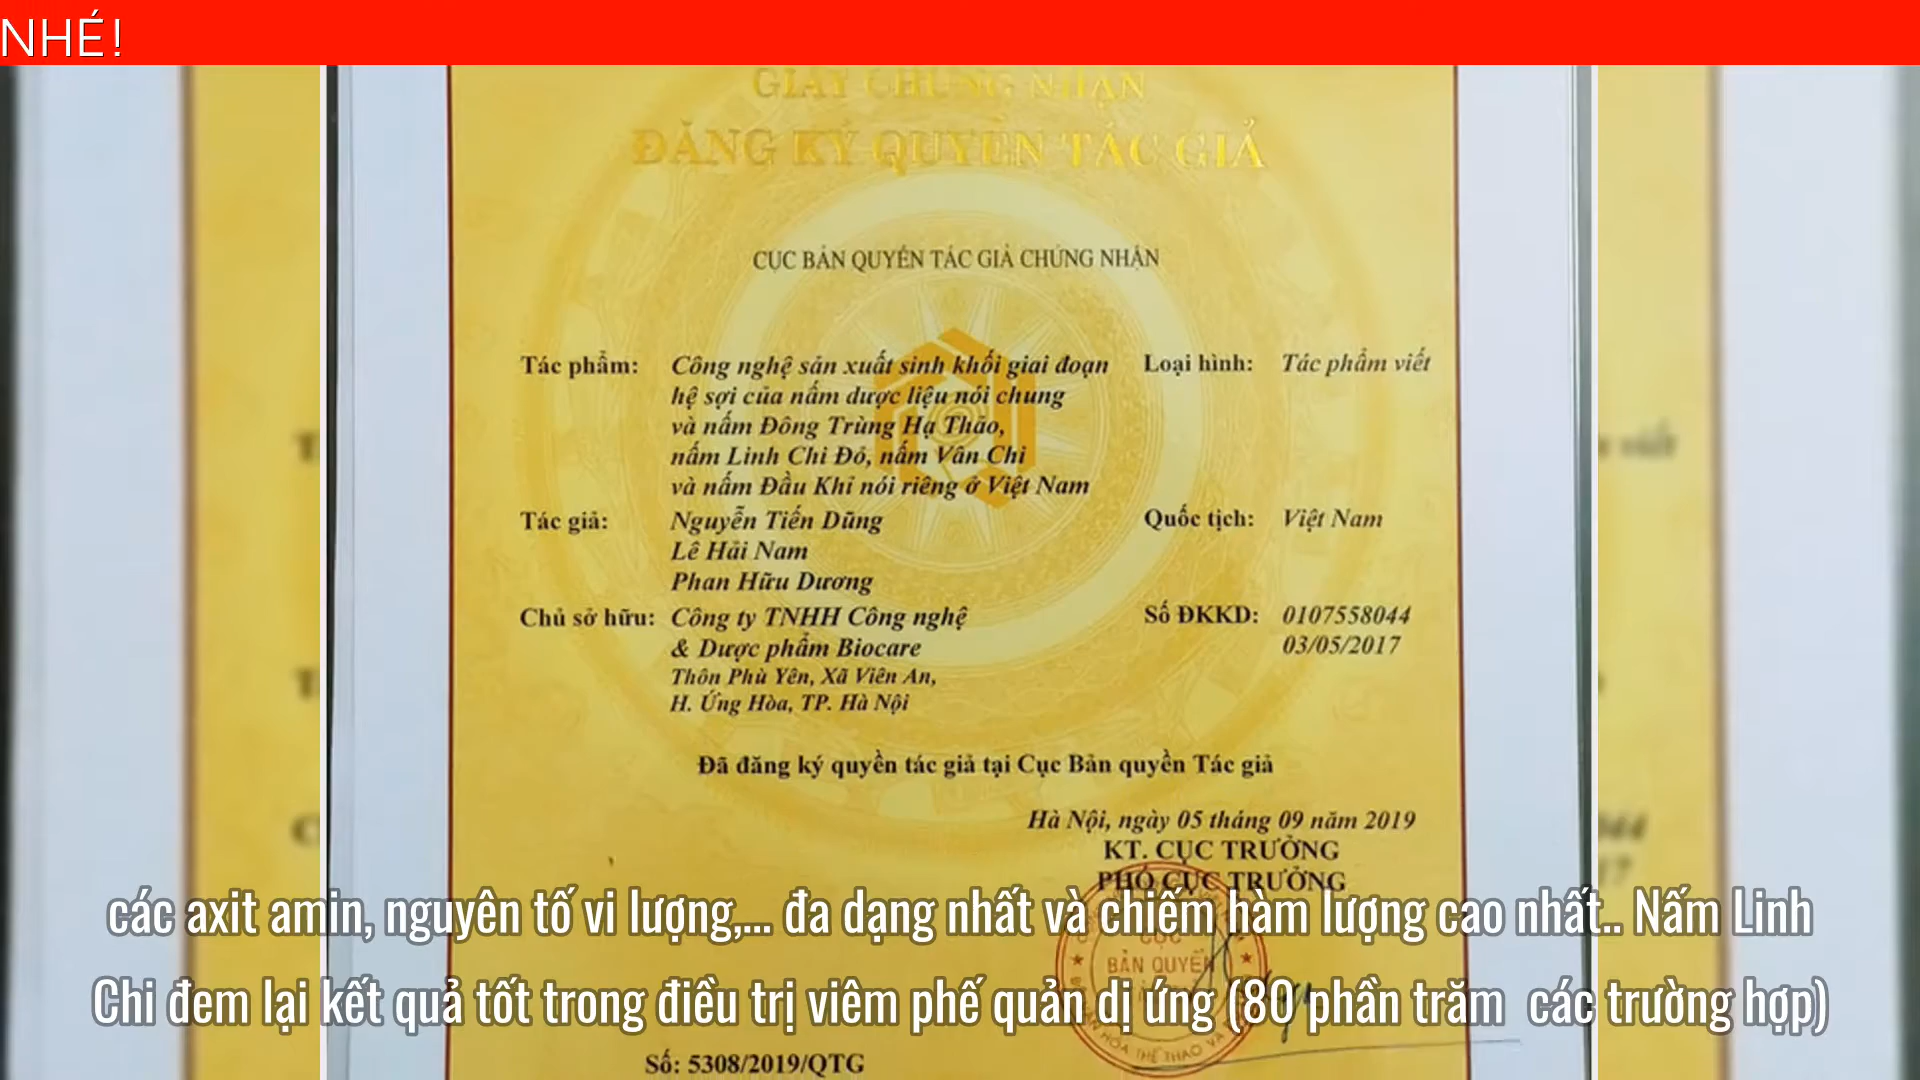 NHÉ!
GIẤY CHỨNG NHẬN
ĐĂNG KÝ QUYỀN TÁC GIẢ
CỤC BẢN QUYỀN TÁC GIẢ CHỨNG NHẬN
Tác phẩm: Công nghệ sản xuất sinh khối giai đoạn
hệ sợi của nấm dược liệu nói chung
và nấm Đông Trùng Hạ Thảo,
nấm Linh Chi Đỏ, nấm Vân Chi
và nấm Đầu Khỉ nói riêng ở Việt Nam
Loại hình: Tác phẩm viết
Tác giả: Nguyễn Tiến Dũng
Lê Hải Nam
Phan Hữu Dương
Quốc tịch: Việt Nam
Chủ sở hữu: Công ty TNHH Công nghệ
& Dược phẩm Biocare
Thôn Phù Yên, Xã Viên An,
H. Ứng Hòa, TP. Hà Nội
Số ĐKKD: 0107558044
03/05/2017
Đã đăng ký quyền tác giả tại Cục Bản quyền Tác giả
Hà Nội, ngày 05 tháng 09 năm 2019
KT. CỤC TRƯỞNG
PHÓ CỤC TRƯỞNG
CỤC
BẢN QUYỀN
các axit amin, nguyên tố vi lượng,... đa dạng nhất và chiếm hàm lượng cao nhất.. Nấm Linh
Chi đem lại kết quả tốt trong điều trị viêm phế quản dị ứng (80 phần trăm các trường hợp)
Số: 5308/2019/QTG